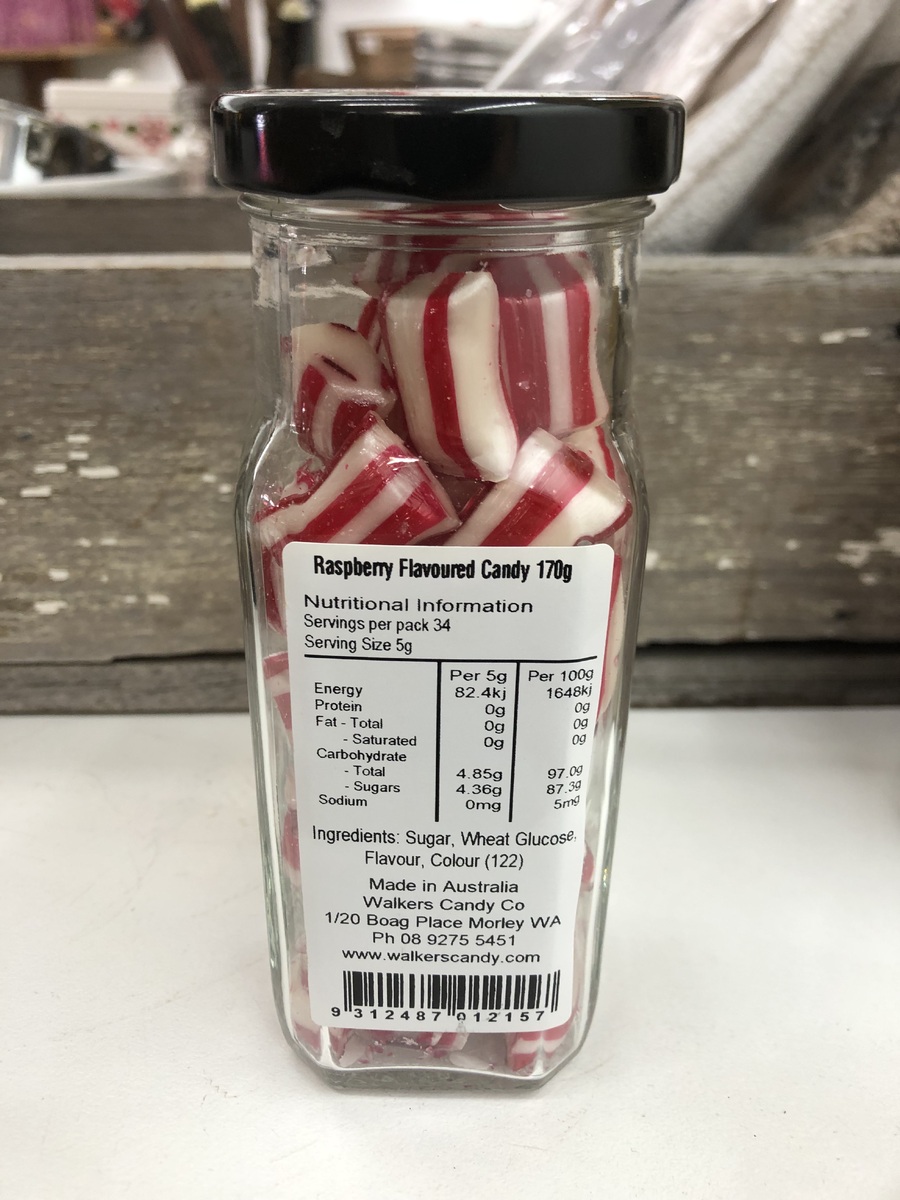 Raspberry Flavoured Candy 170g
Nutritional Information
Servings per pack 34
Serving Size 5g
Per 5g Per 100g
Energy 82.4kj 1648kj
Protein 0g 0g
Fat - Total 0g 0g
- Saturated 0g 0g
Carbohydrate
- Total 4.85g 97.0g
- Sugars 4.36g 87.3g
Sodium 0mg 5mg
Ingredients: Sugar, Wheat Glucose,
Flavour, Colour (122)
Made in Australia
Walkers Candy Co
1/20 Boag Place Morley WA
Ph 08 9275 5451
www.walkerscandy.com
9 312487 012157